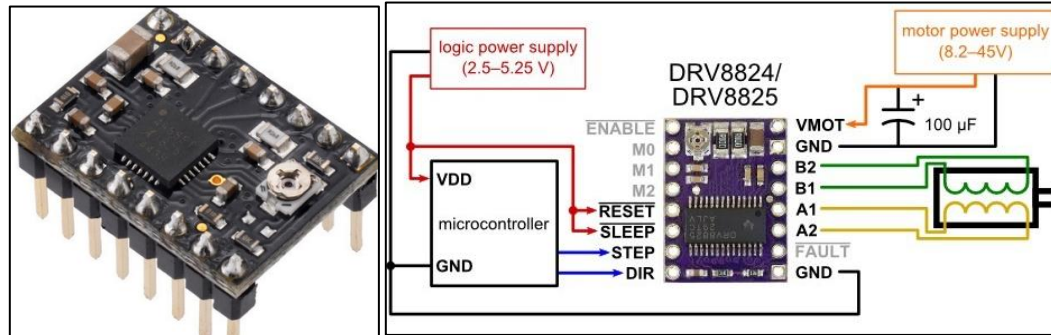 logic power supply
(2.5–5.25 V)
motor power supply
(8.2–45V)
DRV8824/
DRV8825
+
100 µF
ENABLE
M0
M1
M2
RESET
SLEEP
STEP
DIR
VDD
microcontroller
GND
VMOT
GND
B2
B1
A1
A2
FAULT
GND
DRV8825